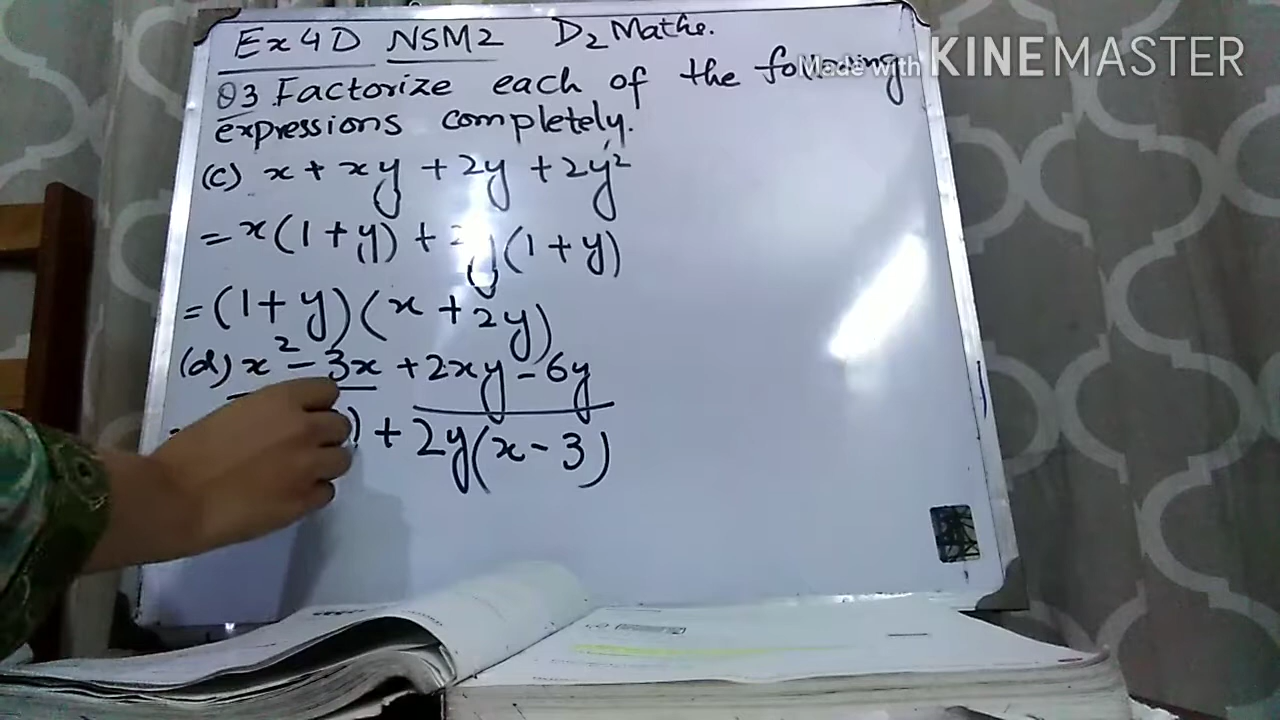 Ex 4D NSM2 D2 Maths.
Made with KINEMASTER
Q3 Factorize each of the following
expressions completely.
(c) x + xy + 2y + 2y²
= x(1 + y) + 2y(1 + y)
= (1 + y)(x + 2y)
(d) x² - 3x + 2xy - 6y
= ) + 2y(x - 3)